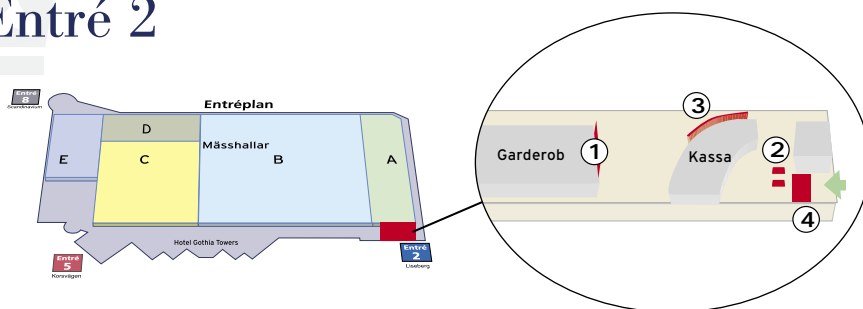 Entré 2
Entré
8
Scandinavium
Entréplan
D
Mässhallar
E
C
B
A
Hotel Gothia Towers
Entré
5
Korsvägen
Entré
2
Liseberg
Garderob
1
3
Kassa
2
4